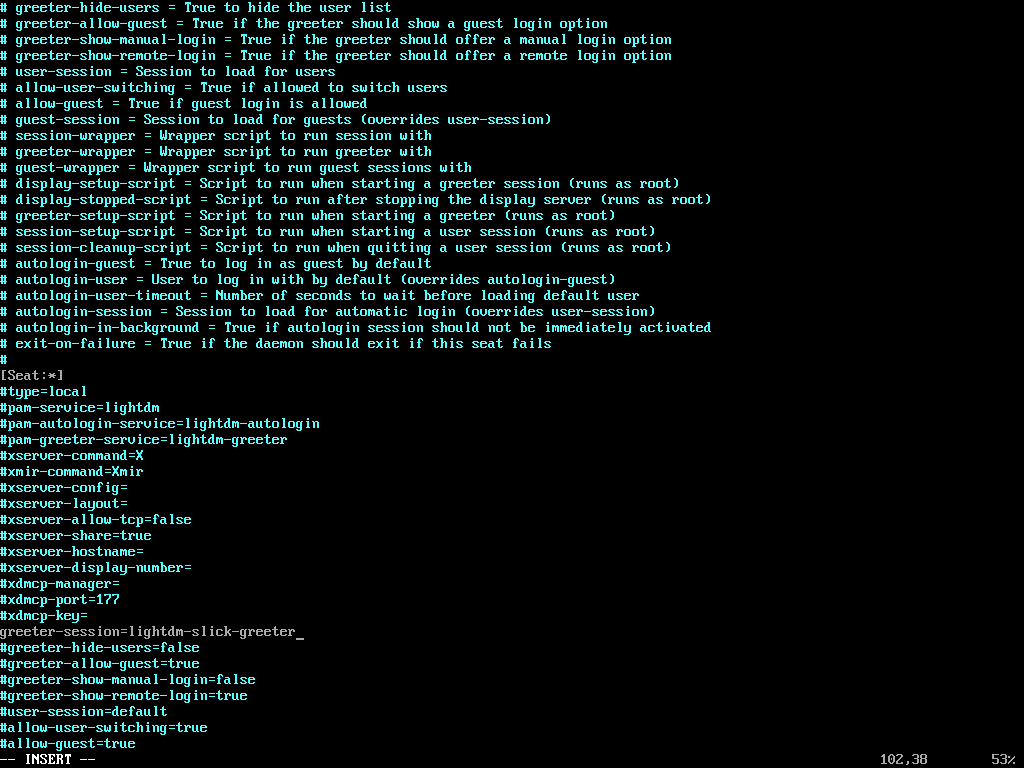 # greeter-hide-users = True to hide the user list
# greeter-allow-guest = True if the greeter should show a guest login option
# greeter-show-manual-login = True if the greeter should offer a manual login option
# greeter-show-remote-login = True if the greeter should offer a remote login option
# user-session = Session to load for users
# allow-user-switching = True if allowed to switch users
# allow-guest = True if guest login is allowed
# guest-session = Session to load for guests (overrides user-session)
# session-wrapper = Wrapper script to run session with
# greeter-wrapper = Wrapper script to run greeter with
# guest-wrapper = Wrapper script to run guest sessions with
# display-setup-script = Script to run when starting a greeter session (runs as root)
# display-stopped-script = Script to run after stopping the display server (runs as root)
# greeter-setup-script = Script to run when starting a greeter (runs as root)
# session-setup-script = Script to run when starting a user session (runs as root)
# session-cleanup-script = Script to run when quitting a user session (runs as root)
# autologin-guest = True to log in as guest by default
# autologin-user = User to log in with by default (overrides autologin-guest)
# autologin-user-timeout = Number of seconds to wait before loading default user
# autologin-session = Session to load for automatic login (overrides user-session)
# autologin-in-background = True if autologin session should not be immediately activated
# exit-on-failure = True if the daemon should exit if this seat fails
#
[Seat:*]
#type=local
#pam-service=lightdm
#pam-autologin-service=lightdm-autologin
#pam-greeter-service=lightdm-greeter
#xserver-command=X
#xmir-command=Xmir
#xserver-config=
#xserver-layout=
#xserver-allow-tcp=false
#xserver-share=true
#xserver-hostname=
#xserver-display-number=
#xdmcp-manager=
#xdmcp-port=177
#xdmcp-key=
greeter-session=lightdm-slick-greeter_
#greeter-hide-users=false
#greeter-allow-guest=true
#greeter-show-manual-login=false
#greeter-show-remote-login=true
#user-session=default
#allow-user-switching=true
#allow-guest=true
-- INSERT -- 102,38 53%